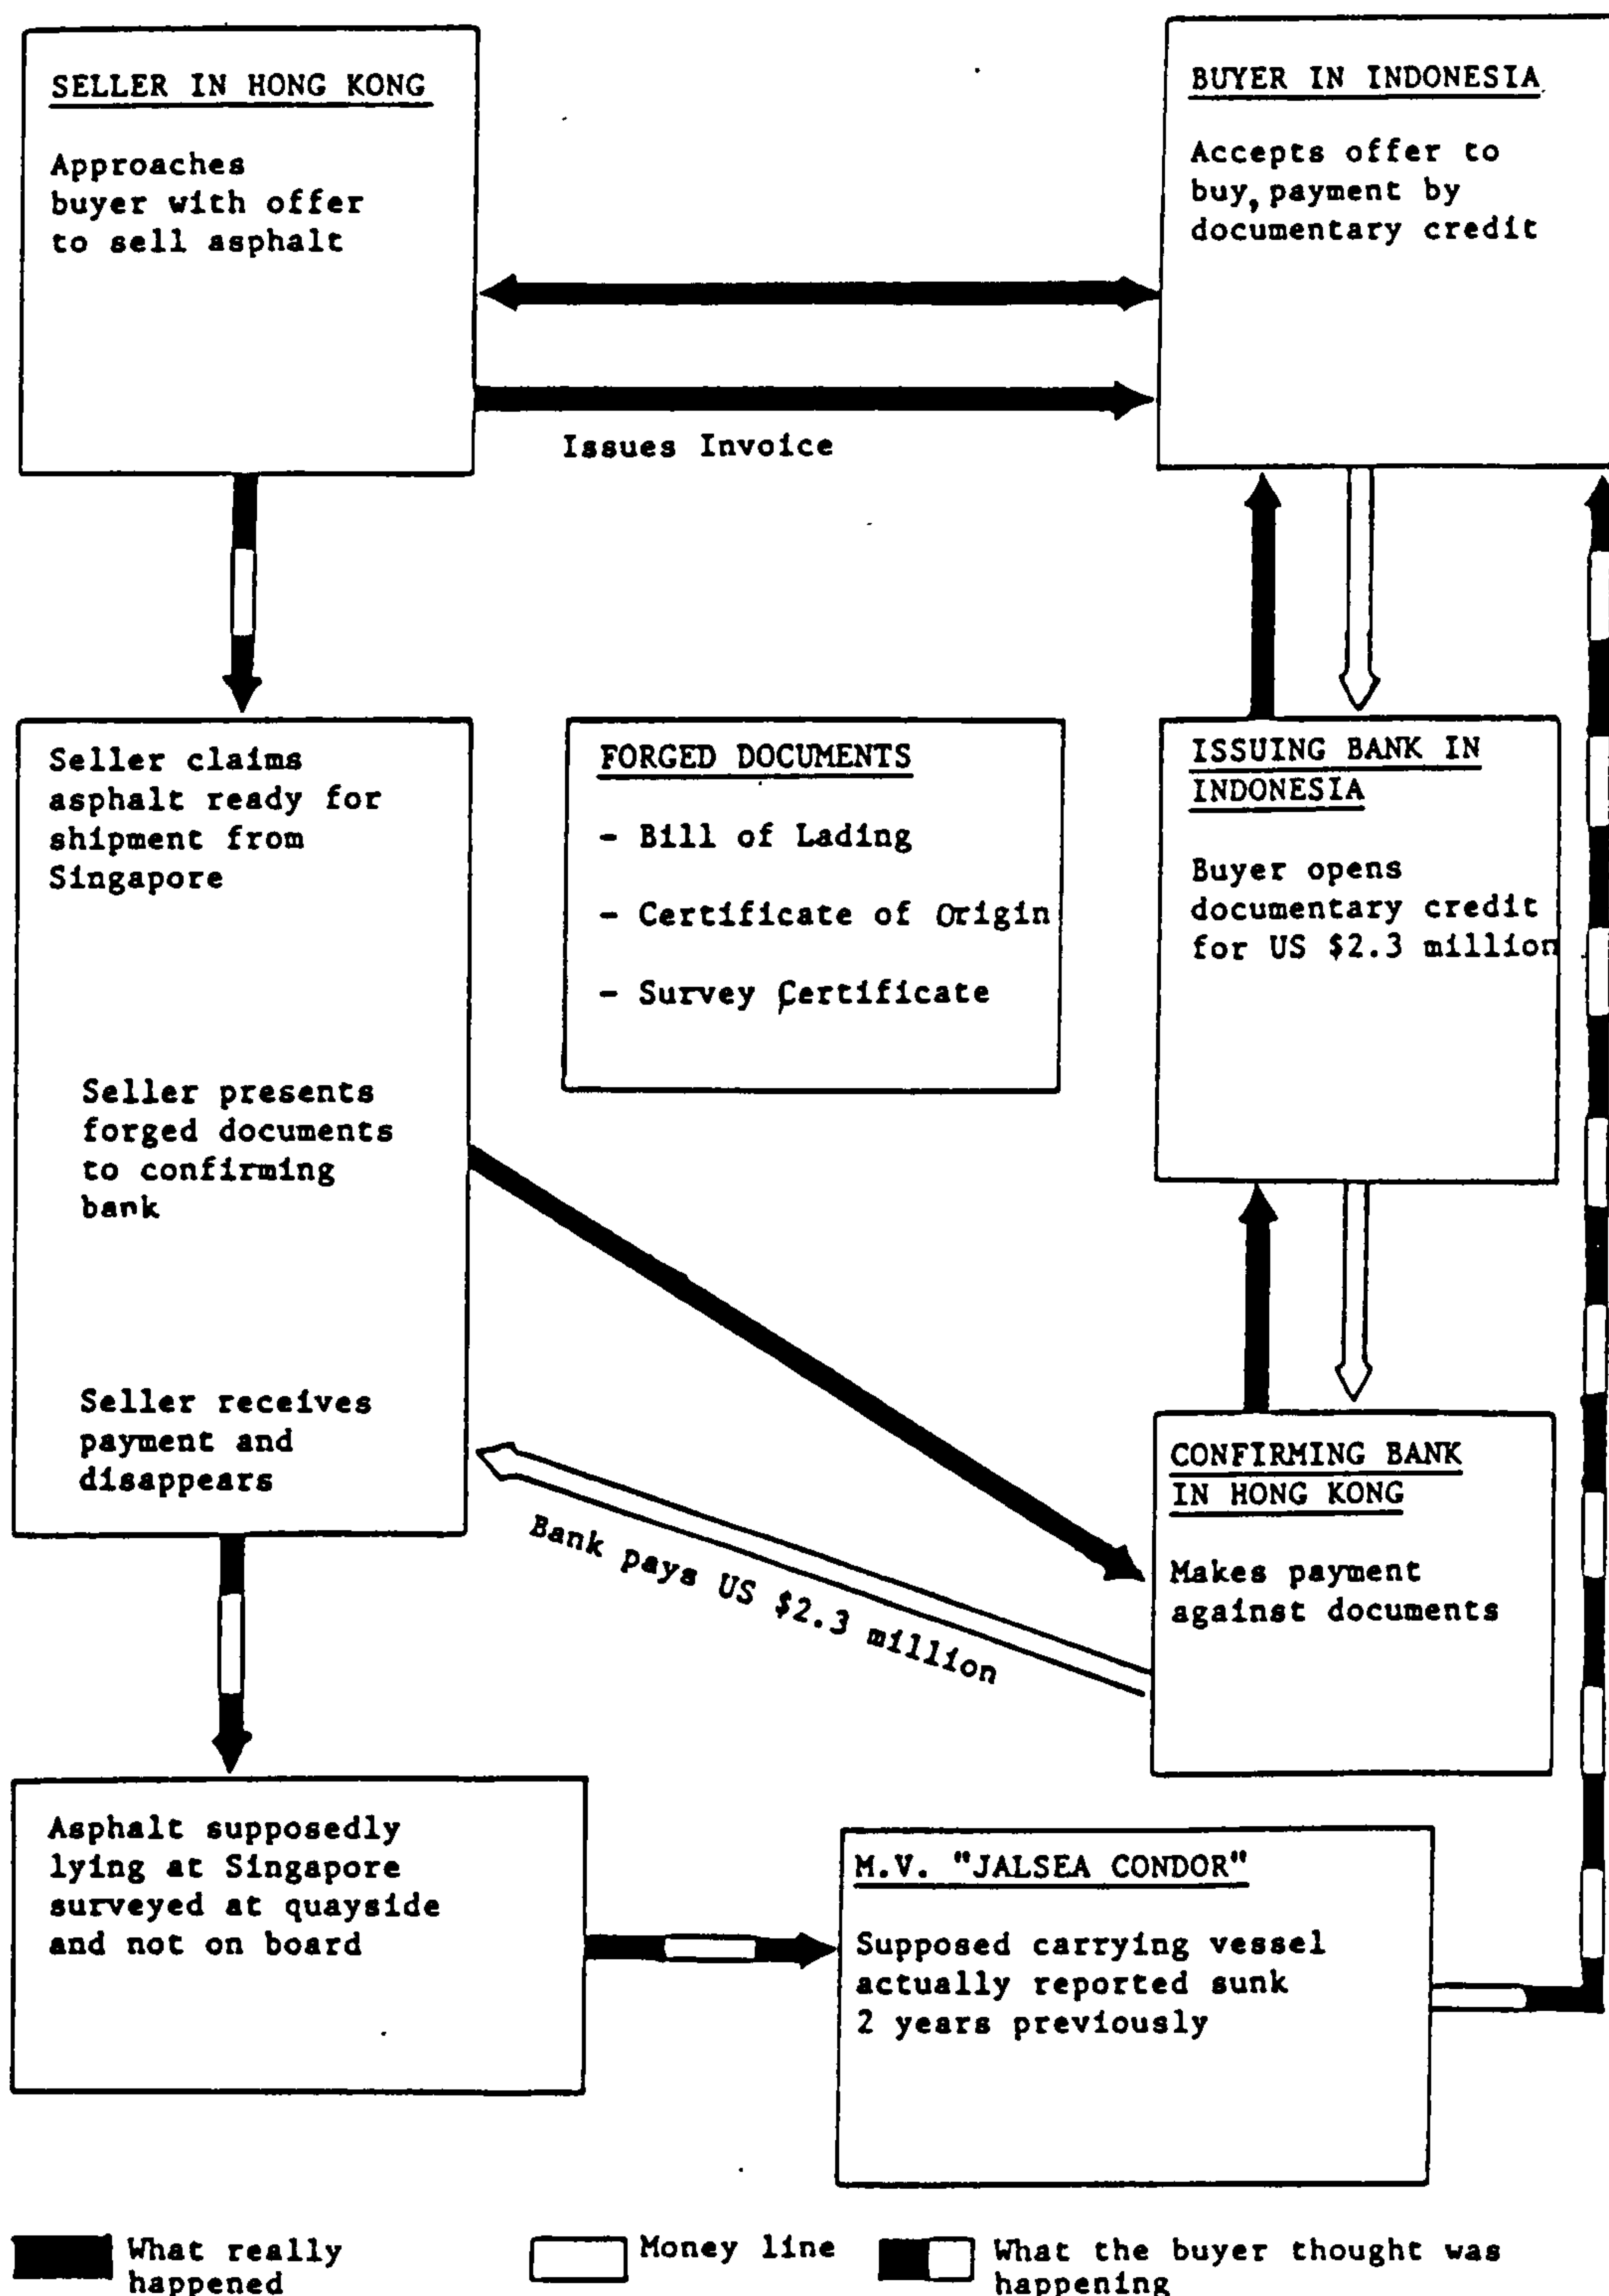 SELLER IN HONG KONG
Approaches
buyer with offer
to sell asphalt
BUYER IN INDONESIA
Accepts offer to
buy, payment by
documentary credit
Issues Invoice
Seller claims
asphalt ready for
shipment from
Singapore
Seller presents
forged documents
to confirming
bank
Seller receives
payment and
disappears
FORGED DOCUMENTS
- Bill of Lading
- Certificate of Origin
- Survey Certificate
ISSUING BANK IN
INDONESIA
Buyer opens
documentary credit
for US $2.3 million
CONFIRMING BANK
IN HONG KONG
Makes payment
against documents
Bank pays US $2.3 million
Asphalt supposedly
lying at Singapore
surveyed at quayside
and not on board
M.V. "JALSEA CONDOR"
Supposed carrying vessel
actually reported sunk
2 years previously
What really
happened
Money line
What the buyer thought was
happening